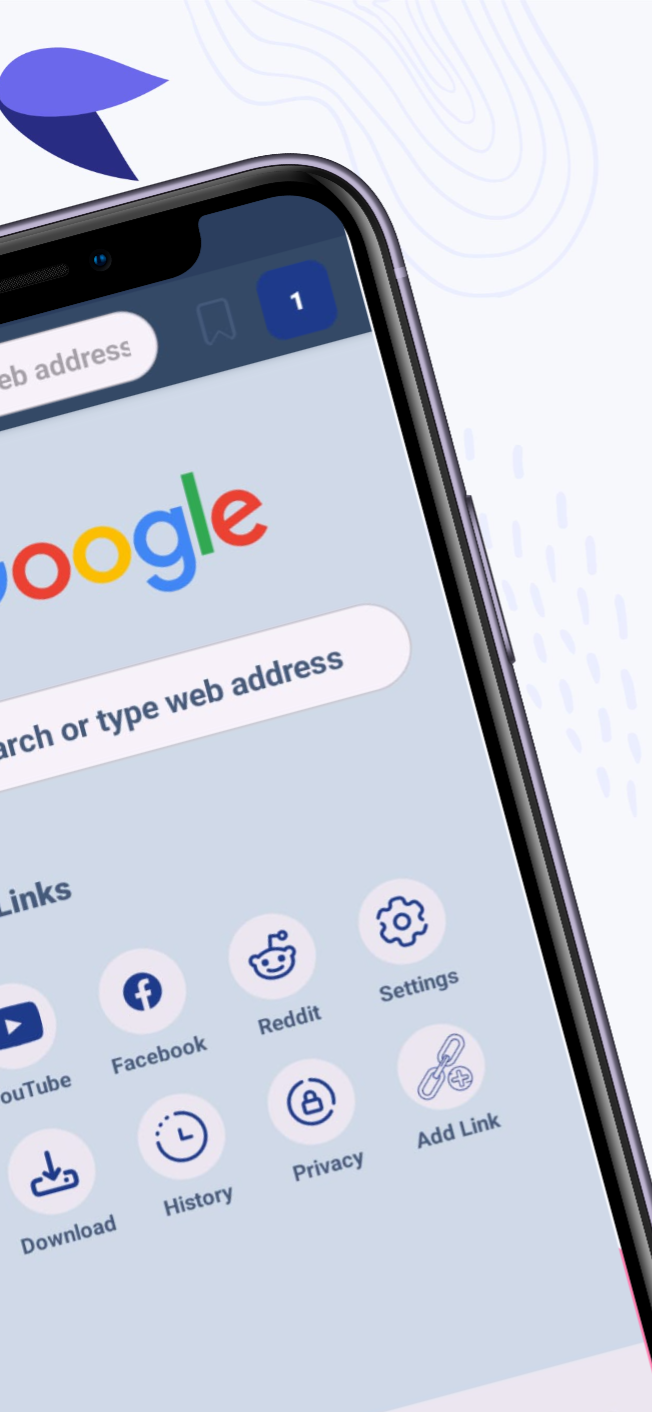 1
eb address
oogle
arch or type web address
Links
ouTube
Facebook
Reddit
Settings
Download
History
Privacy
Add Link